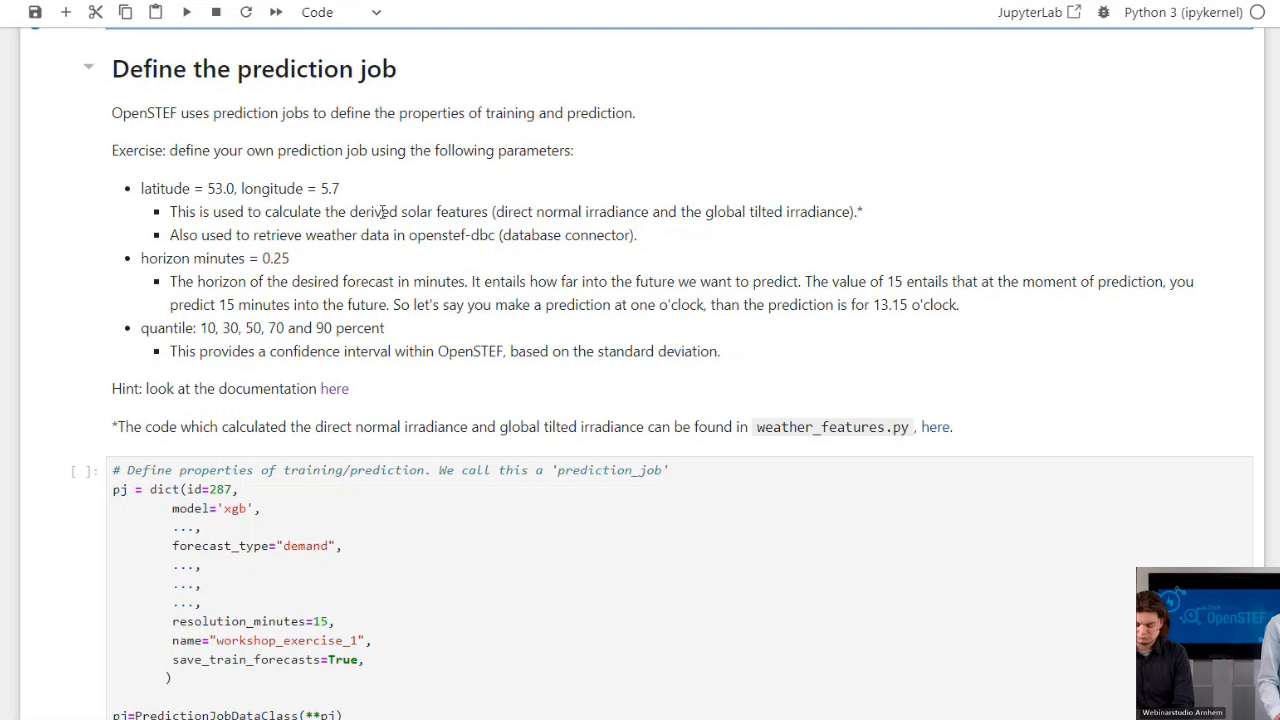 Code
JupyterLab
Python 3 (ipykernel)
Define the prediction job
OpenSTEF uses prediction jobs to define the properties of training and prediction.
Exercise: define your own prediction job using the following parameters:
• latitude = 53.0, longitude = 5.7
▪ This is used to calculate the derived solar features (direct normal irradiance and the global tilted irradiance).*
▪ Also used to retrieve weather data in openstef-dbc (database connector).
• horizon minutes = 0.25
▪ The horizon of the desired forecast in minutes. It entails how far into the future we want to predict. The value of 15 entails that at the moment of prediction, you
predict 15 minutes into the future. So let's say you make a prediction at one o'clock, than the prediction is for 13.15 o'clock.
• quantile: 10, 30, 50, 70 and 90 percent
▪ This provides a confidence interval within OpenSTEF, based on the standard deviation.
Hint: look at the documentation here
*The code which calculated the direct normal irradiance and global tilted irradiance can be found in weather_features.py, here.
[ ]: # Define properties of training/prediction. We call this a 'prediction_job'
pj = dict(id=287,
model='xgb',
...,
forecast_type="demand",
...,
...,
...,
resolution_minutes=15,
name="workshop_exercise_1",
save_train_forecasts=True,
)
pj=PredictionJobDataClass(**pj)
OpenSTEF
Webinarstudio Arnhem